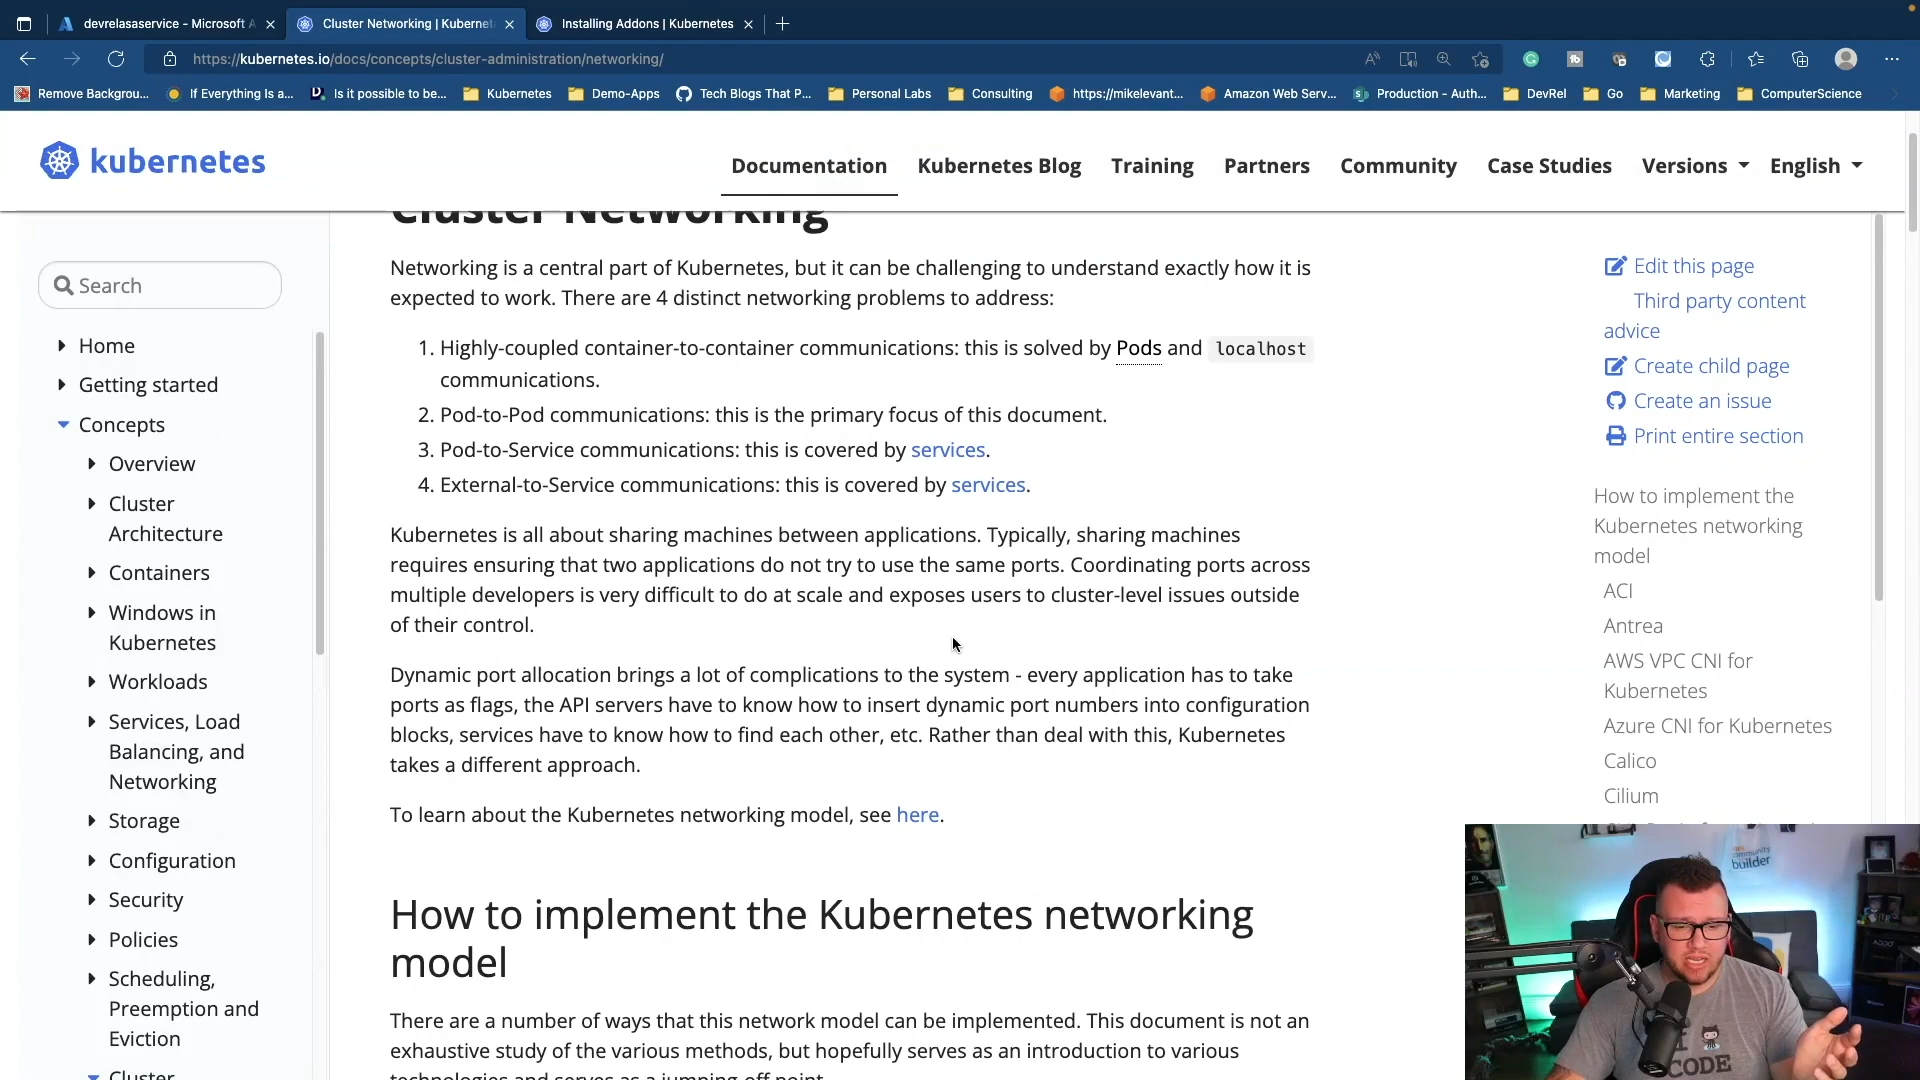 devrelasaservice - Microsoft A
Cluster Networking | Kubernet
Installing Addons | Kubernetes
https://kubernetes.io/docs/concepts/cluster-administration/networking/
Remove Backgrou...
If Everything Is a...
Is it possible to be...
Kubernetes
Demo-Apps
Tech Blogs That P...
Personal Labs
Consulting
https://mikelevant...
Amazon Web Serv...
Production - Auth...
DevRel
Go
Marketing
ComputerScience
kubernetes
Documentation
Kubernetes Blog
Training
Partners
Community
Case Studies
Versions
English
Search
Home
Getting started
Concepts
Overview
Cluster
Architecture
Containers
Windows in
Kubernetes
Workloads
Services, Load
Balancing, and
Networking
Storage
Configuration
Security
Policies
Scheduling,
Preemption and
Eviction
Cluster
Cluster Networking
Networking is a central part of Kubernetes, but it can be challenging to understand exactly how it is
expected to work. There are 4 distinct networking problems to address:
1. Highly-coupled container-to-container communications: this is solved by Pods and localhost
communications.
2. Pod-to-Pod communications: this is the primary focus of this document.
3. Pod-to-Service communications: this is covered by services.
4. External-to-Service communications: this is covered by services.
Kubernetes is all about sharing machines between applications. Typically, sharing machines
requires ensuring that two applications do not try to use the same ports. Coordinating ports across
multiple developers is very difficult to do at scale and exposes users to cluster-level issues outside
of their control.
Dynamic port allocation brings a lot of complications to the system - every application has to take
ports as flags, the API servers have to know how to insert dynamic port numbers into configuration
blocks, services have to know how to find each other, etc. Rather than deal with this, Kubernetes
takes a different approach.
To learn about the Kubernetes networking model, see here.
How to implement the Kubernetes networking
model
There are a number of ways that this network model can be implemented. This document is not an
exhaustive study of the various methods, but hopefully serves as an introduction to various
technologies and serves as a jumping-off point.
Edit this page
Third party content
advice
Create child page
Create an issue
Print entire section
How to implement the
Kubernetes networking
model
ACI
Antrea
AWS VPC CNI for
Kubernetes
Azure CNI for Kubernetes
Calico
Cilium
aws
community
builder
I
CODE